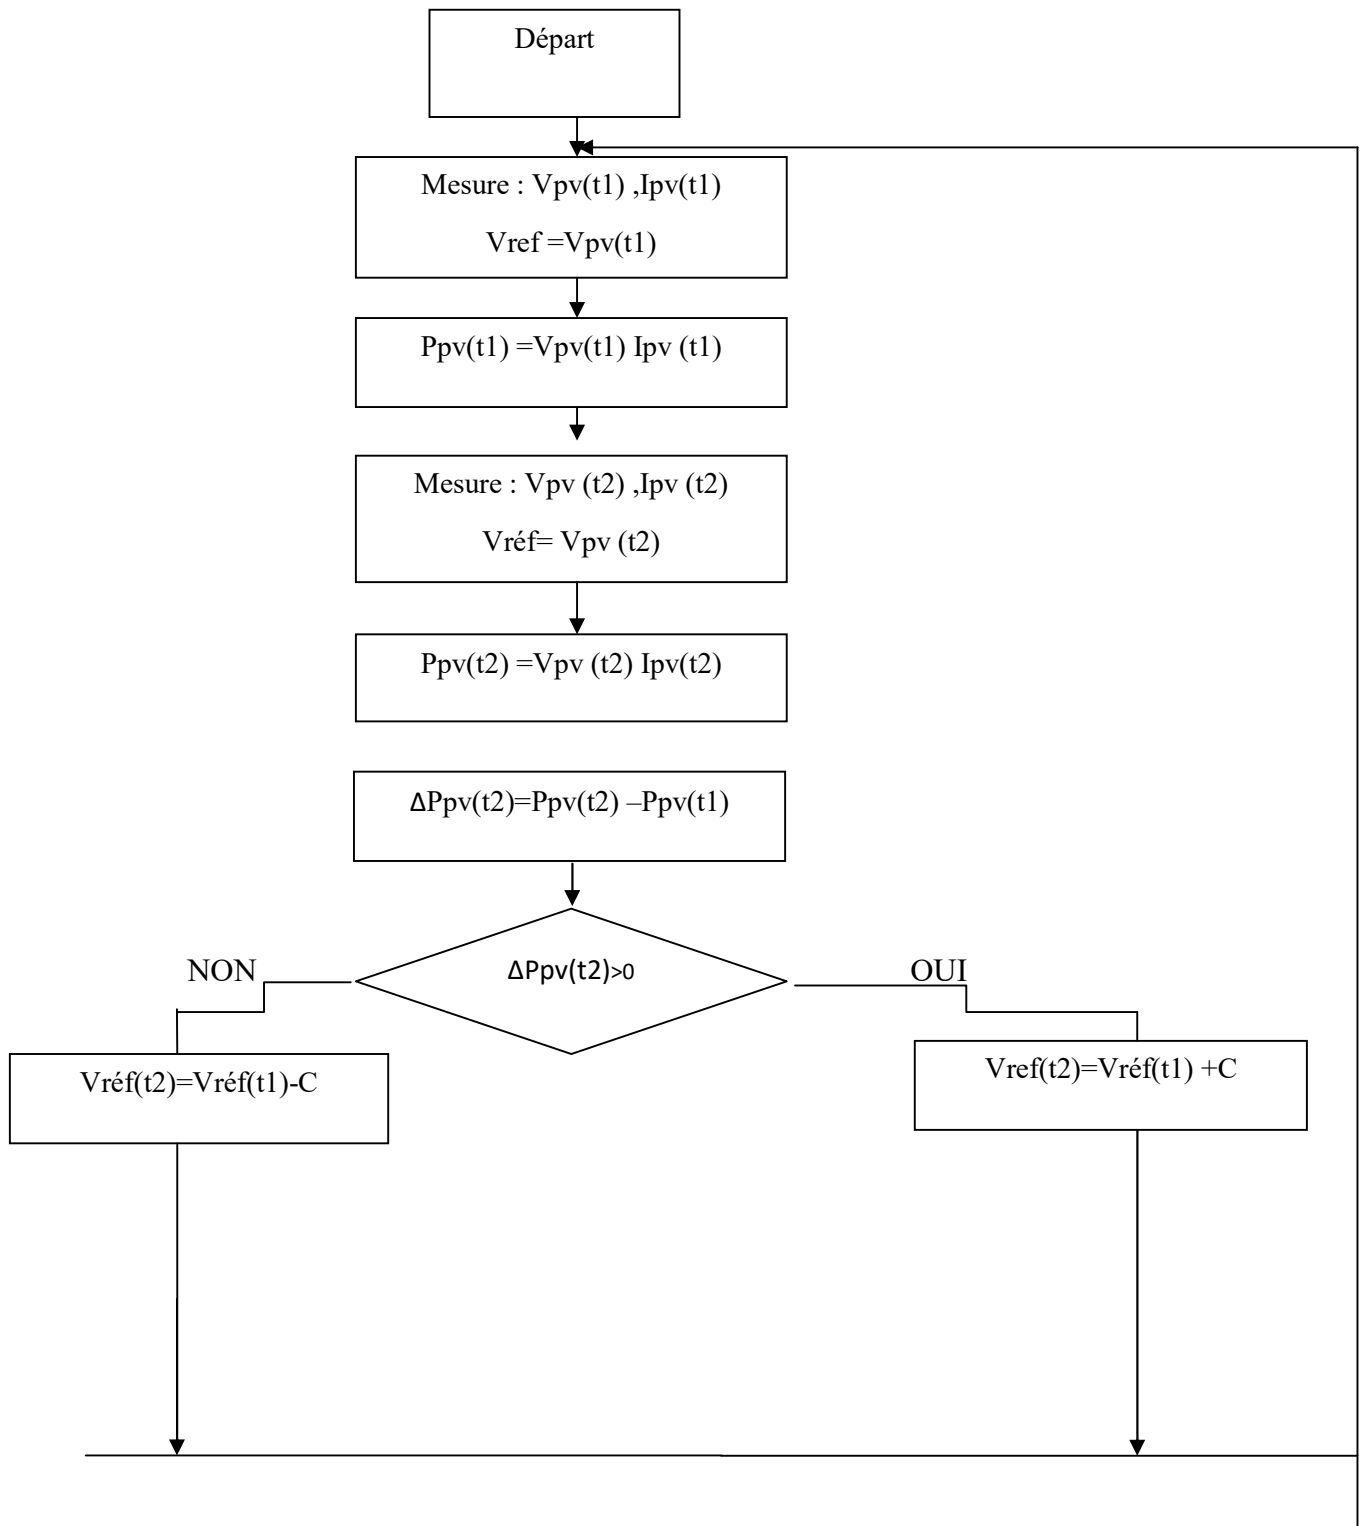 Départ
Mesure : Vpv(t1) ,Ipv(t1)
Vref =Vpv(t1)
Ppv(t1) =Vpv(t1) Ipv (t1)
Mesure : Vpv (t2) ,Ipv (t2)
Vréf= Vpv (t2)
Ppv(t2) =Vpv (t2) Ipv(t2)
ΔPpv(t2)=Ppv(t2) –Ppv(t1)
NON
ΔPpv(t2)>0
OUI
Vréf(t2)=Vréf(t1)-C
Vref(t2)=Vréf(t1) +C